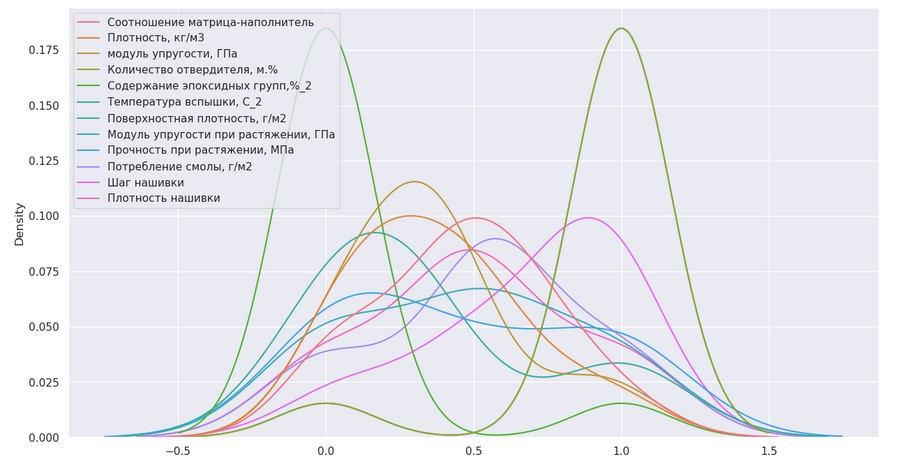 Соотношение матрица-наполнитель
Плотность, кг/м3
модуль упругости, ГПа
Количество отвердителя, м.%
Содержание эпоксидных групп,%_2
Температура вспышки, С_2
Поверхностная плотность, г/м2
Модуль упругости при растяжении, ГПа
Прочность при растяжении, МПа
Потребление смолы, г/м2
Шаг нашивки
Плотность нашивки
Density
0.175
0.150
0.125
0.100
0.075
0.050
0.025
0.000
−0.5 0.0 0.5 1.0 1.5